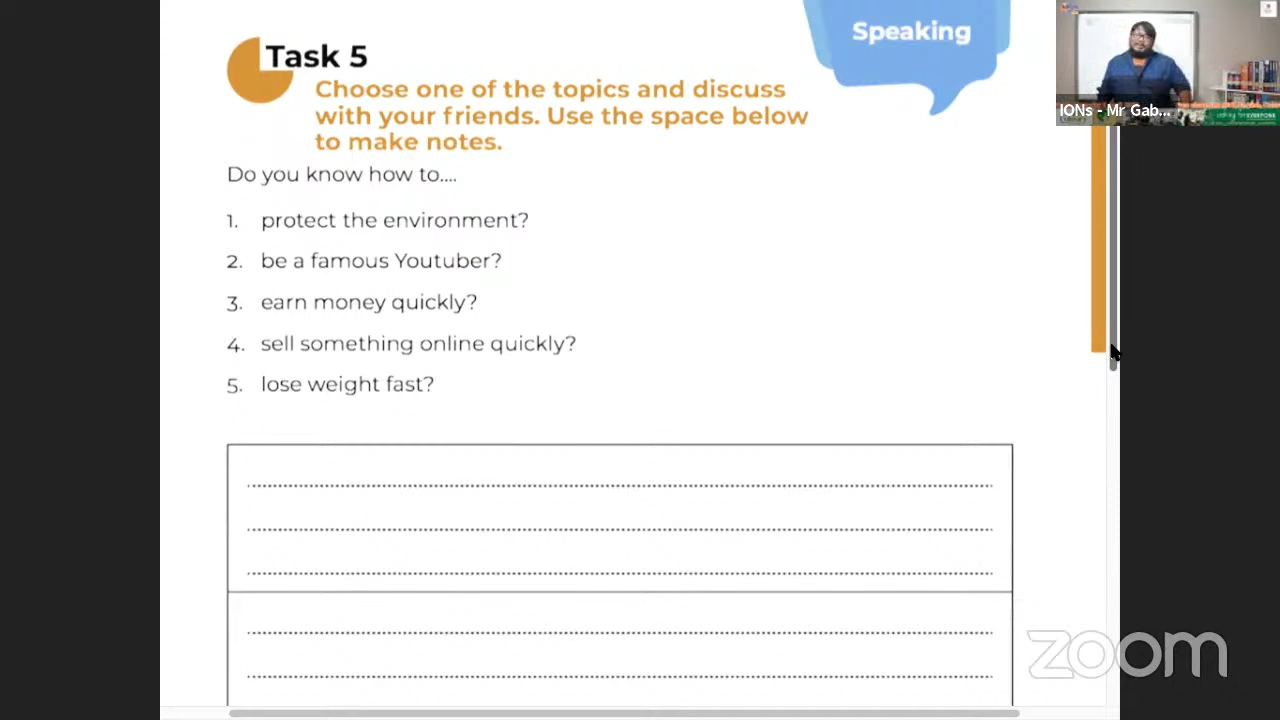 Speaking
Task 5
Choose one of the topics and discuss
with your friends. Use the space below
to make notes.
Do you know how to....
1. protect the environment?
2. be a famous Youtuber?
3. earn money quickly?
4. sell something online quickly?
5. lose weight fast?
IONs - Mr Gab...
zoom